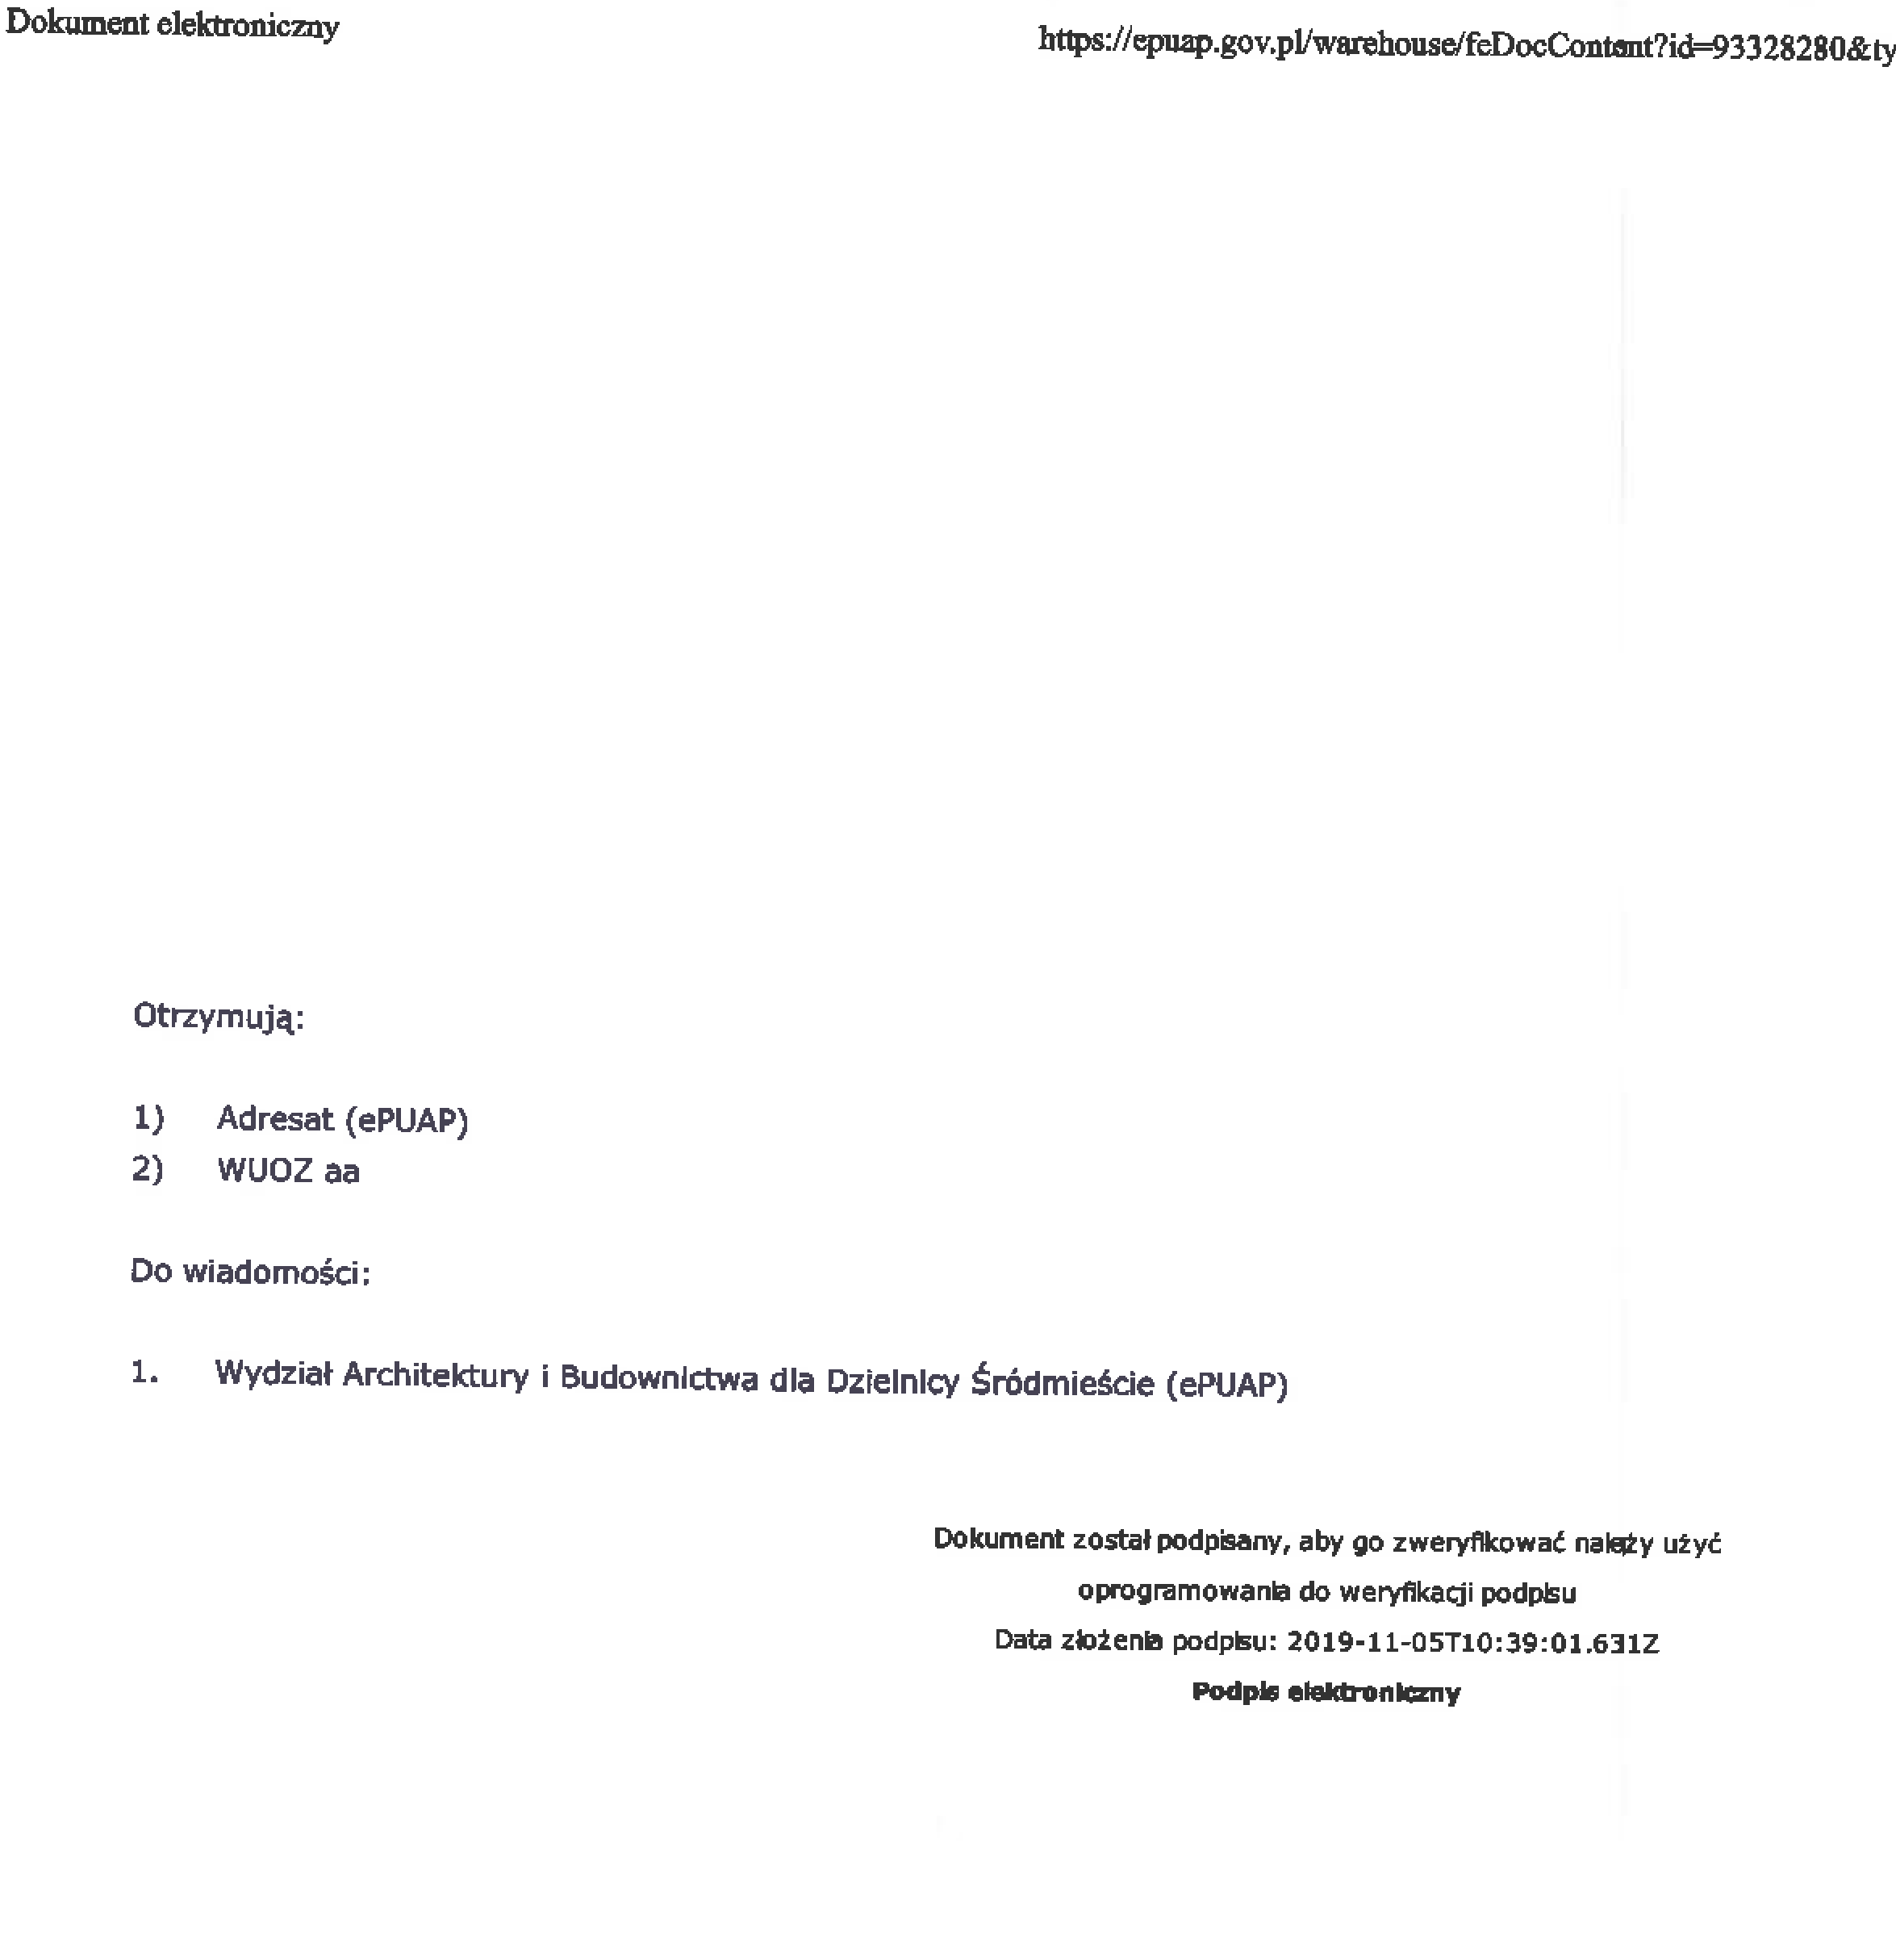 Dokument elektroniczny
https://epuap.gov.pl/warehouse/feDocContent?id=93328280&ty
Otrzymują:
1) Adresat (ePUAP)
2) WUOZ aa
Do wiadomości:
1. Wydział Architektury i Budownictwa dla Dzielnicy Śródmieście (ePUAP)
Dokument został podpisany, aby go zweryfikować należy użyć
oprogramowania do weryfikacji podpisu
Data złożenia podpisu: 2019-11-05T10:39:01.631Z
Podpis elektroniczny